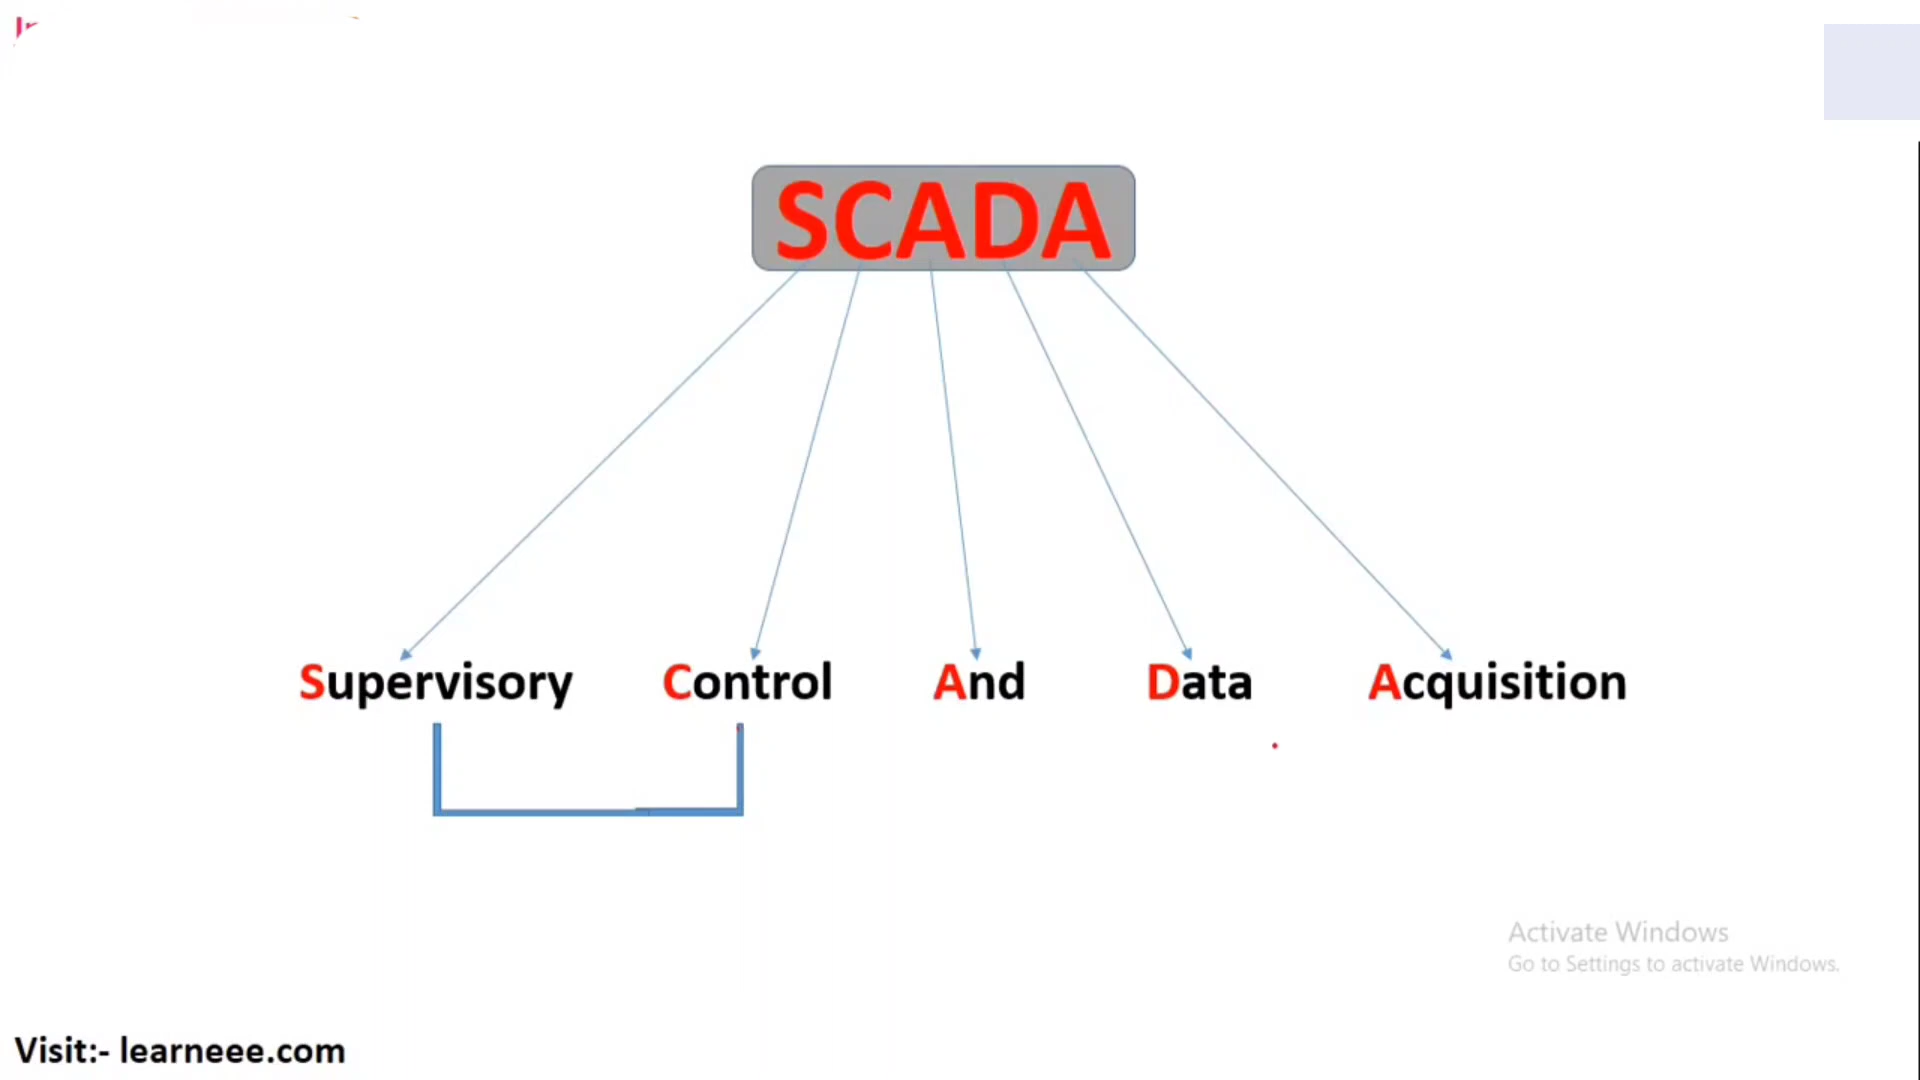 SCADA
Supervisory Control And Data Acquisition
Activate Windows
Go to Settings to activate Windows.
Visit:- learneee.com